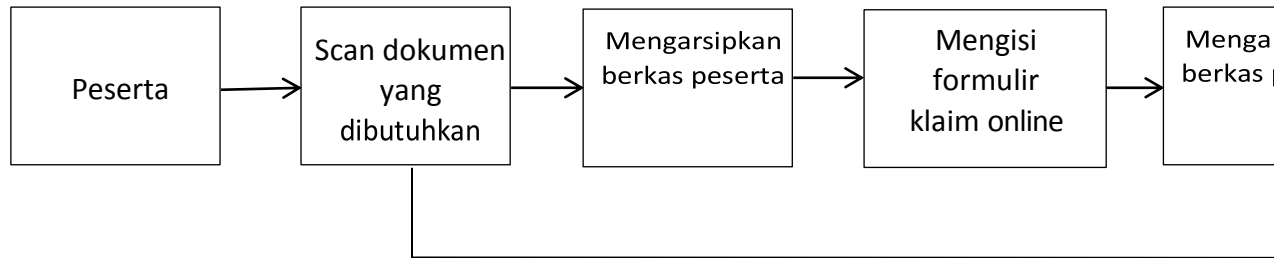 Peserta
Scan dokumen
yang
dibutuhkan
Mengarsipkan
berkas peserta
Mengisi
formulir
klaim online
Menga
berkas p